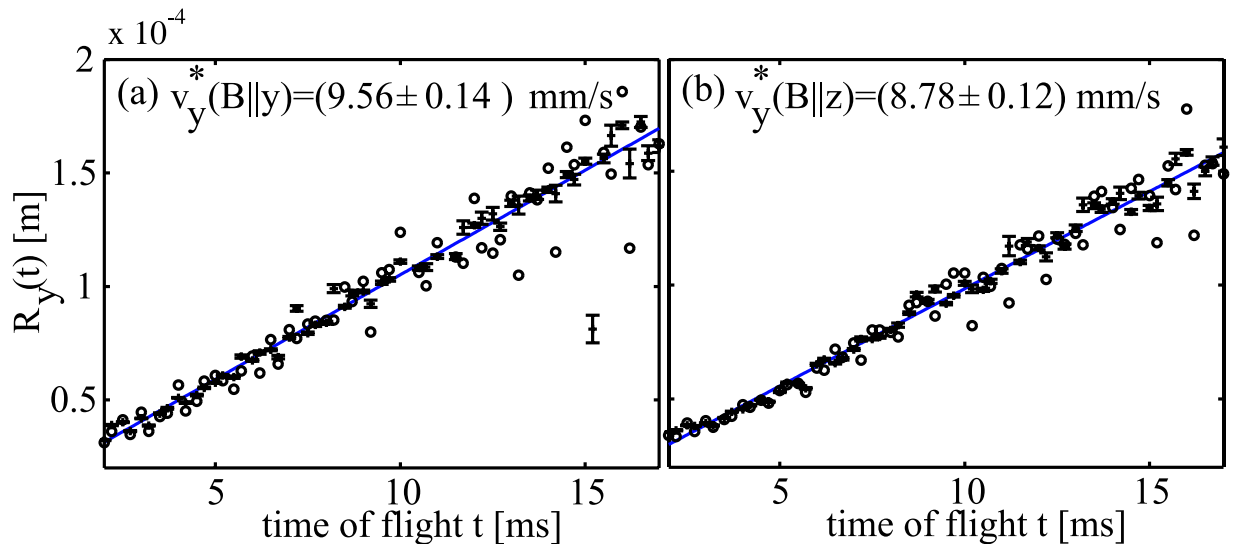 x 10⁻⁴
(a) v*y(B||y)=(9.56± 0.14 ) mm/s
(b) v*y(B||z)=(8.78± 0.12) mm/s
2
1.5
1
0.5
Ry(t) [m]
5 10 15
5 10 15
time of flight t [ms]
time of flight t [ms]